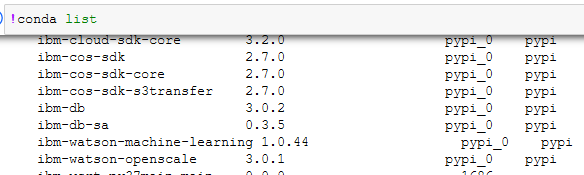 !conda list
ibm-cloud-sdk-core 3.2.0 pypi_0 pypi
ibm-cos-sdk 2.7.0 pypi_0 pypi
ibm-cos-sdk-core 2.7.0 pypi_0 pypi
ibm-cos-sdk-s3transfer 2.7.0 pypi_0 pypi
ibm-db 3.0.2 pypi_0 pypi
ibm-db-sa 0.3.5 pypi_0 pypi
ibm-watson-machine-learning 1.0.44 pypi_0 pypi
ibm-watson-openscale 3.0.1 pypi_0 pypi